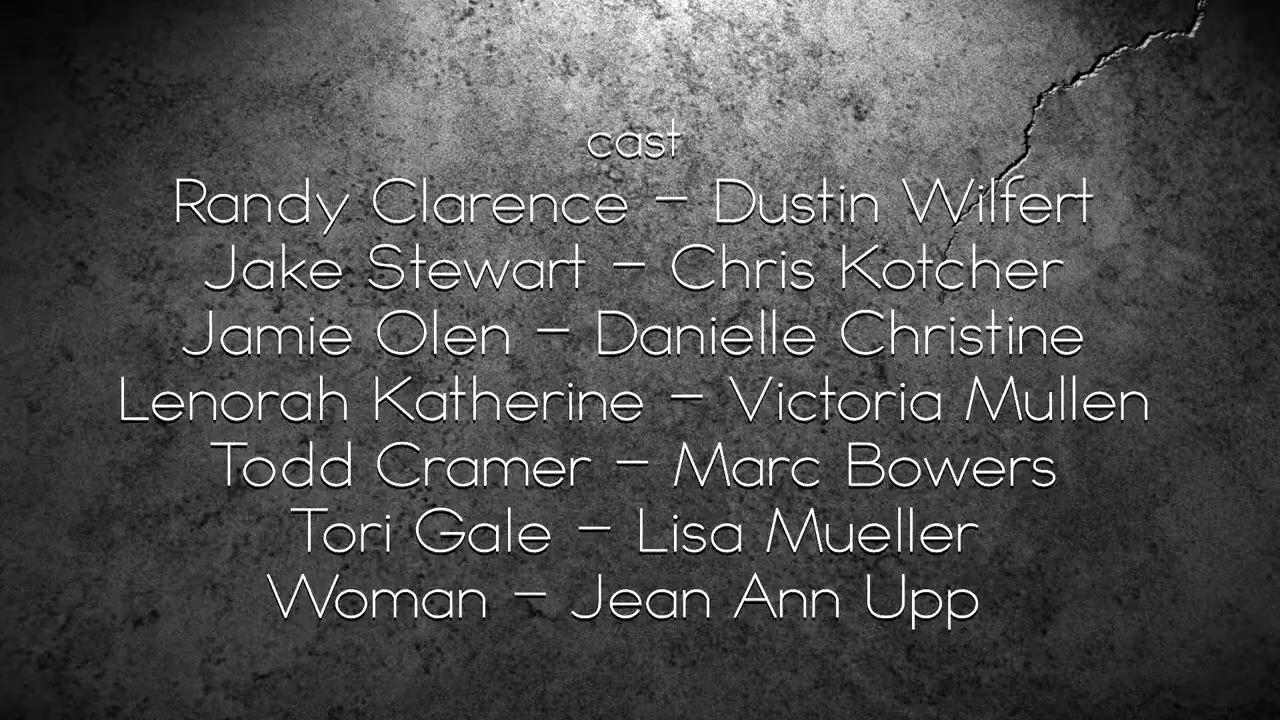 cast
Randy Clarence - Dustin Wilfert
Jake Stewart - Chris Kotcher
Jamie Olen - Danielle Christine
Lenorah Katherine - Victoria Mullen
Todd Cramer - Marc Bowers
Tori Gale - Lisa Mueller
Woman - Jean Ann Upp